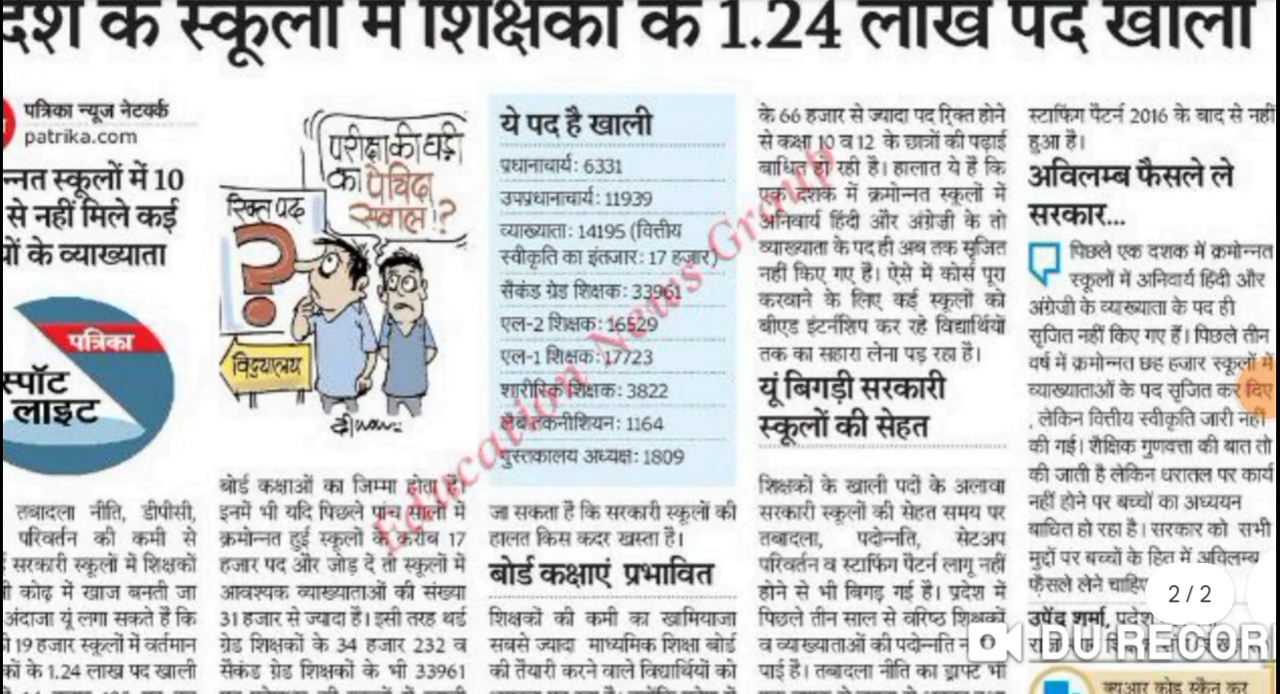 देश के स्कूलों में शिक्षकों के 1.24 लाख पद खाली
पत्रिका न्यूज नेटवर्क
patrika.com
न्नत स्कूलों में 10
से नहीं मिले कई
यों के व्याख्याता
पत्रिका
स्पॉट
लाइट
तबादला नीति, डीपीसी,
परिवर्तन की कमी से
सरकारी स्कूलों में शिक्षकों
कोढ़ में खाज बनती जा
अंदाजा यूं लगा सकते है कि
19 हजार स्कूलों में वर्तमान
कों के 1.24 लाख पद खाली
परीक्षा की घड़ी
का पेचिदा
सवाल!?
रिक्त पद
?
विद्यालय
बोर्ड कक्षाओं का जिम्मा होता है।
इनमें भी यदि पिछले पांच सालों में
क्रमोन्नत हुई स्कूलों के करीब 17
हजार पद और जोड़ दे तो स्कूलों में
आवश्यक व्याख्याताओं की संख्या
31 हजार से ज्यादा है। इसी तरह थर्ड
ग्रेड शिक्षकों के 34 हजार 232 व
सैकंड ग्रेड शिक्षकों के भी 33961
ये पद है खाली
प्रधानाचार्य: 6331
उपप्रधानाचार्य: 11939
व्याख्याता: 14195 (वित्तीय
स्वीकृति का इंतजार: 17 हजार)
सैकंड ग्रेड शिक्षक: 33961
एल-2 शिक्षक: 16529
एल-1 शिक्षक: 17723
शारीरिक शिक्षक: 3822
लैब तकनीशियन: 1164
पुस्तकालय अध्यक्ष: 1809
जा सकता है कि सरकारी स्कूलों की
हालत किस कदर खस्ता है।
बोर्ड कक्षाएं प्रभावित
शिक्षकों की कमी का खामियाजा
सबसे ज्यादा माध्यमिक शिक्षा बोर्ड
की तैयारी करने वाले विद्यार्थियों को
के 66 हजार से ज्यादा पद रिक्त होने
से कक्षा 10 व 12 के छात्रों की पढ़ाई
बाधित हो रही है। हालात ये है कि
एक दशक में क्रमोन्नत स्कूलों में
अनिवार्य हिंदी और अंग्रेजी के तो
व्याख्याता के पद ही अब तक सृजित
नहीं किए गए हैं। ऐसे में कोर्स पूरा
करवाने के लिए कई स्कूलों को
बीएड इंटर्नशिप कर रहे विद्यार्थियों
तक का सहारा लेना पड़ रहा है।
यूं बिगड़ी सरकारी
स्कूलों की सेहत
शिक्षकों के खाली पदों के अलावा
सरकारी स्कूलों की सेहत समय पर
तबादला, पदोन्नति, सेटअप
परिवर्तन व स्टाफिंग पैटर्न लागू नहीं
होने से भी बिगड़ गई है। प्रदेश में
पिछले तीन साल से वरिष्ठ शिक्षकों
व व्याख्याताओं की पदोन्नति
पाई है। तबादला नीति का ड्राफ्ट भी
स्टाफिंग पैटर्न 2016 के बाद से नहीं
हुआ है।
अविलम्ब फैसले ले
सरकार...
पिछले एक दशक में क्रमोन्नत
स्कूलों में अनिवार्य हिंदी और
अंग्रेजी के व्याख्याता के पद ही
सृजित नहीं किए गए हैं। पिछले तीन
वर्ष में क्रमोन्नत छह हजार स्कूलों में
व्याख्याताओं के पद सृजित कर दिए
, लेकिन वित्तीय स्वीकृति जारी नहीं
की गई। शैक्षिक गुणवत्ता की बात तो
की जाती है लेकिन धरातल पर कार्य
नहीं होने पर बच्चों का अध्ययन
बाधित हो रहा है। सरकार को सभी
मुद्दों पर बच्चों के हित में अविलम्ब
फैसले लेने चाहिए
उपेंद्र शर्मा, प्रदेश
क्यूआर कोड स्कैन कर
Education News Group
2 / 2
DU RECOR